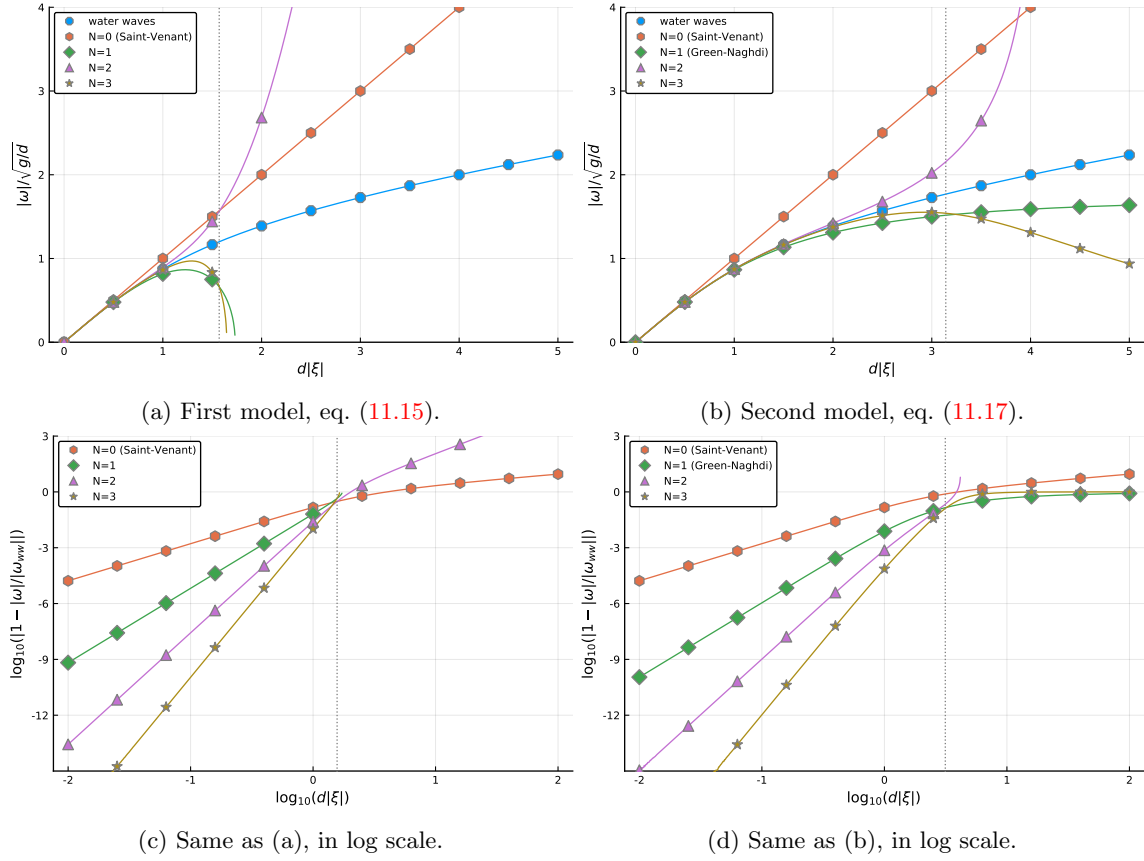 4
3
2
1
0
|ω|/√g/d
water waves
N=0 (Saint-Venant)
N=1
N=2
N=3
0 1 2 3 4 5
d|ξ|
(a) First model, eq. (11.15).
4
3
2
1
0
|ω|/√g/d
water waves
N=0 (Saint-Venant)
N=1 (Green-Naghdi)
N=2
N=3
0 1 2 3 4 5
d|ξ|
(b) Second model, eq. (11.17).
3
0
-3
-6
-9
-12
log₁₀(|1 − |ω|/|ω_ww||)
N=0 (Saint-Venant)
N=1
N=2
N=3
-2 -1 0 1 2
log₁₀(d|ξ|)
(c) Same as (a), in log scale.
3
0
-3
-6
-9
-12
log₁₀(|1 − |ω|/|ω_ww||)
N=0 (Saint-Venant)
N=1 (Green-Naghdi)
N=2
N=3
-2 -1 0 1 2
log₁₀(d|ξ|)
(d) Same as (b), in log scale.